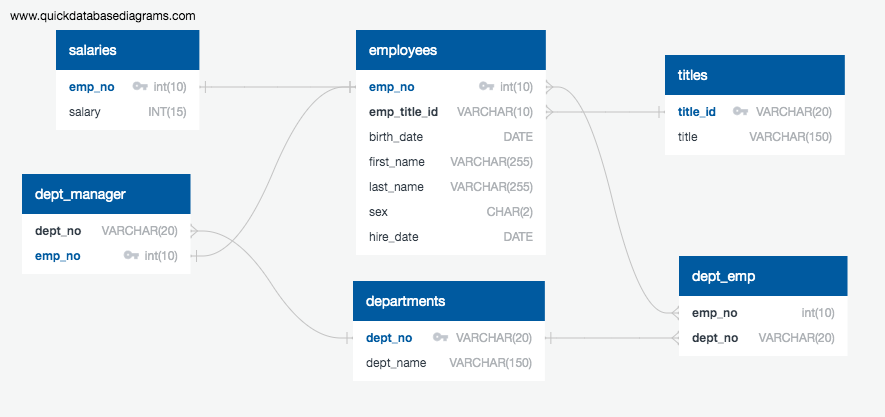 www.quickdatabasediagrams.com
salaries
emp_no int(10)
salary INT(15)
employees
emp_no int(10)
emp_title_id VARCHAR(10)
birth_date DATE
first_name VARCHAR(255)
last_name VARCHAR(255)
sex CHAR(2)
hire_date DATE
titles
title_id VARCHAR(20)
title VARCHAR(150)
dept_manager
dept_no VARCHAR(20)
emp_no int(10)
departments
dept_no VARCHAR(20)
dept_name VARCHAR(150)
dept_emp
emp_no int(10)
dept_no VARCHAR(20)